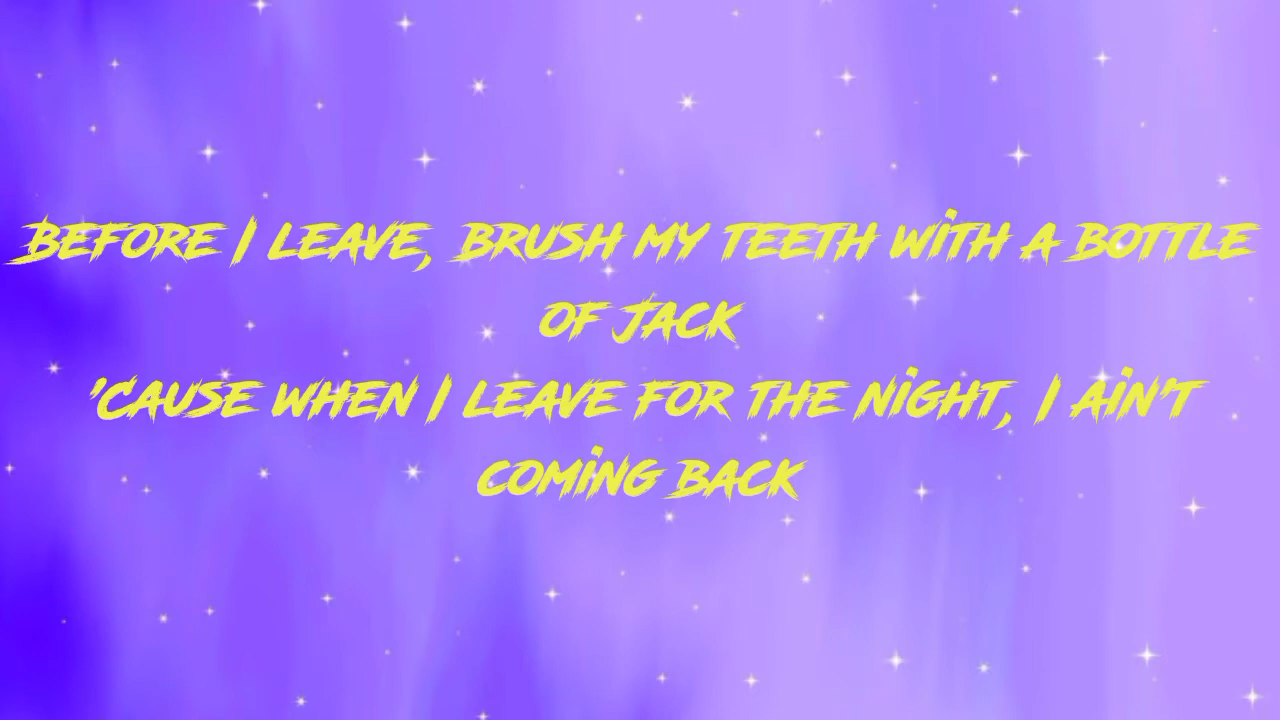 BEFORE I LEAVE, BRUSH MY TEETH WITH A BOTTLE
OF JACK
'CAUSE WHEN I LEAVE FOR THE NIGHT, I AIN'T
COMING BACK